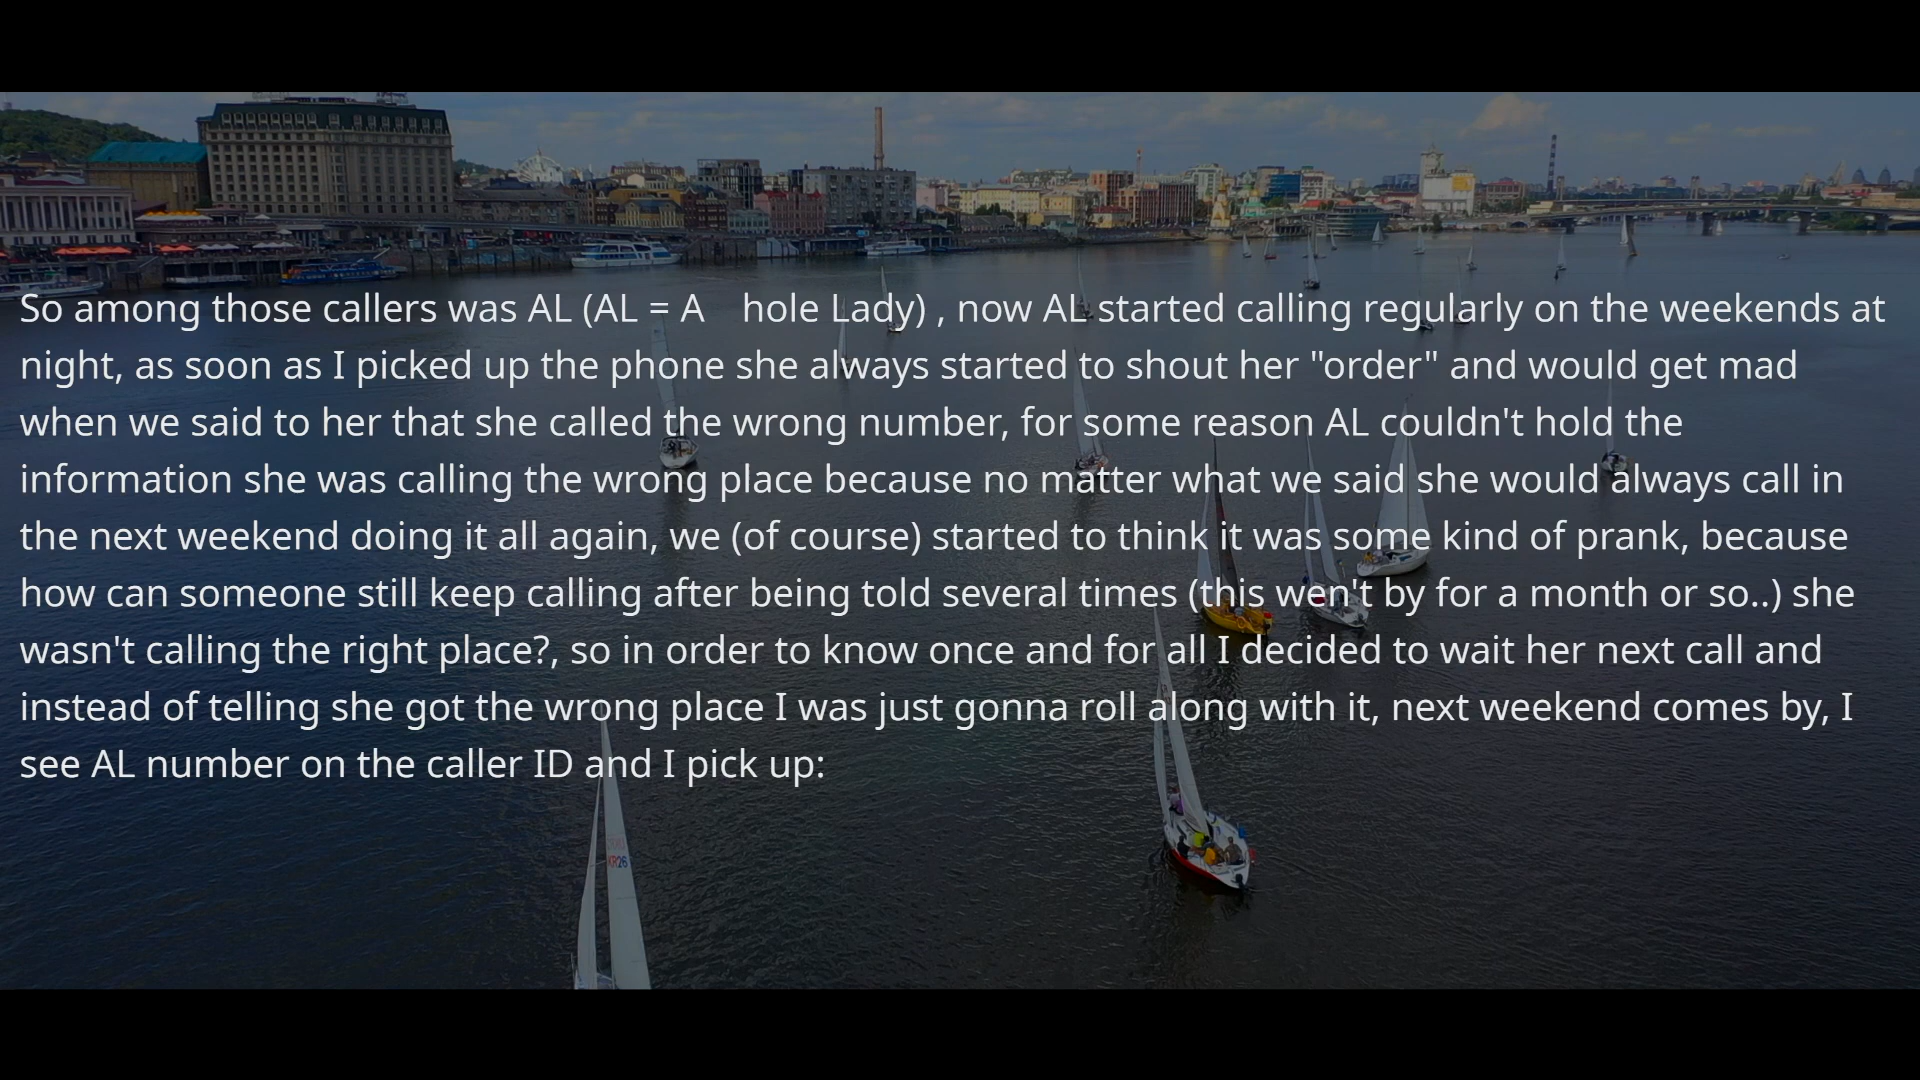 So among those callers was AL (AL = A    hole Lady) , now AL started calling regularly on the weekends at
night, as soon as I picked up the phone she always started to shout her "order" and would get mad
when we said to her that she called the wrong number, for some reason AL couldn't hold the
information she was calling the wrong place because no matter what we said she would always call in
the next weekend doing it all again, we (of course) started to think it was some kind of prank, because
how can someone still keep calling after being told several times (this wen't by for a month or so..) she
wasn't calling the right place?, so in order to know once and for all I decided to wait her next call and
instead of telling she got the wrong place I was just gonna roll along with it, next weekend comes by, I
see AL number on the caller ID and I pick up: